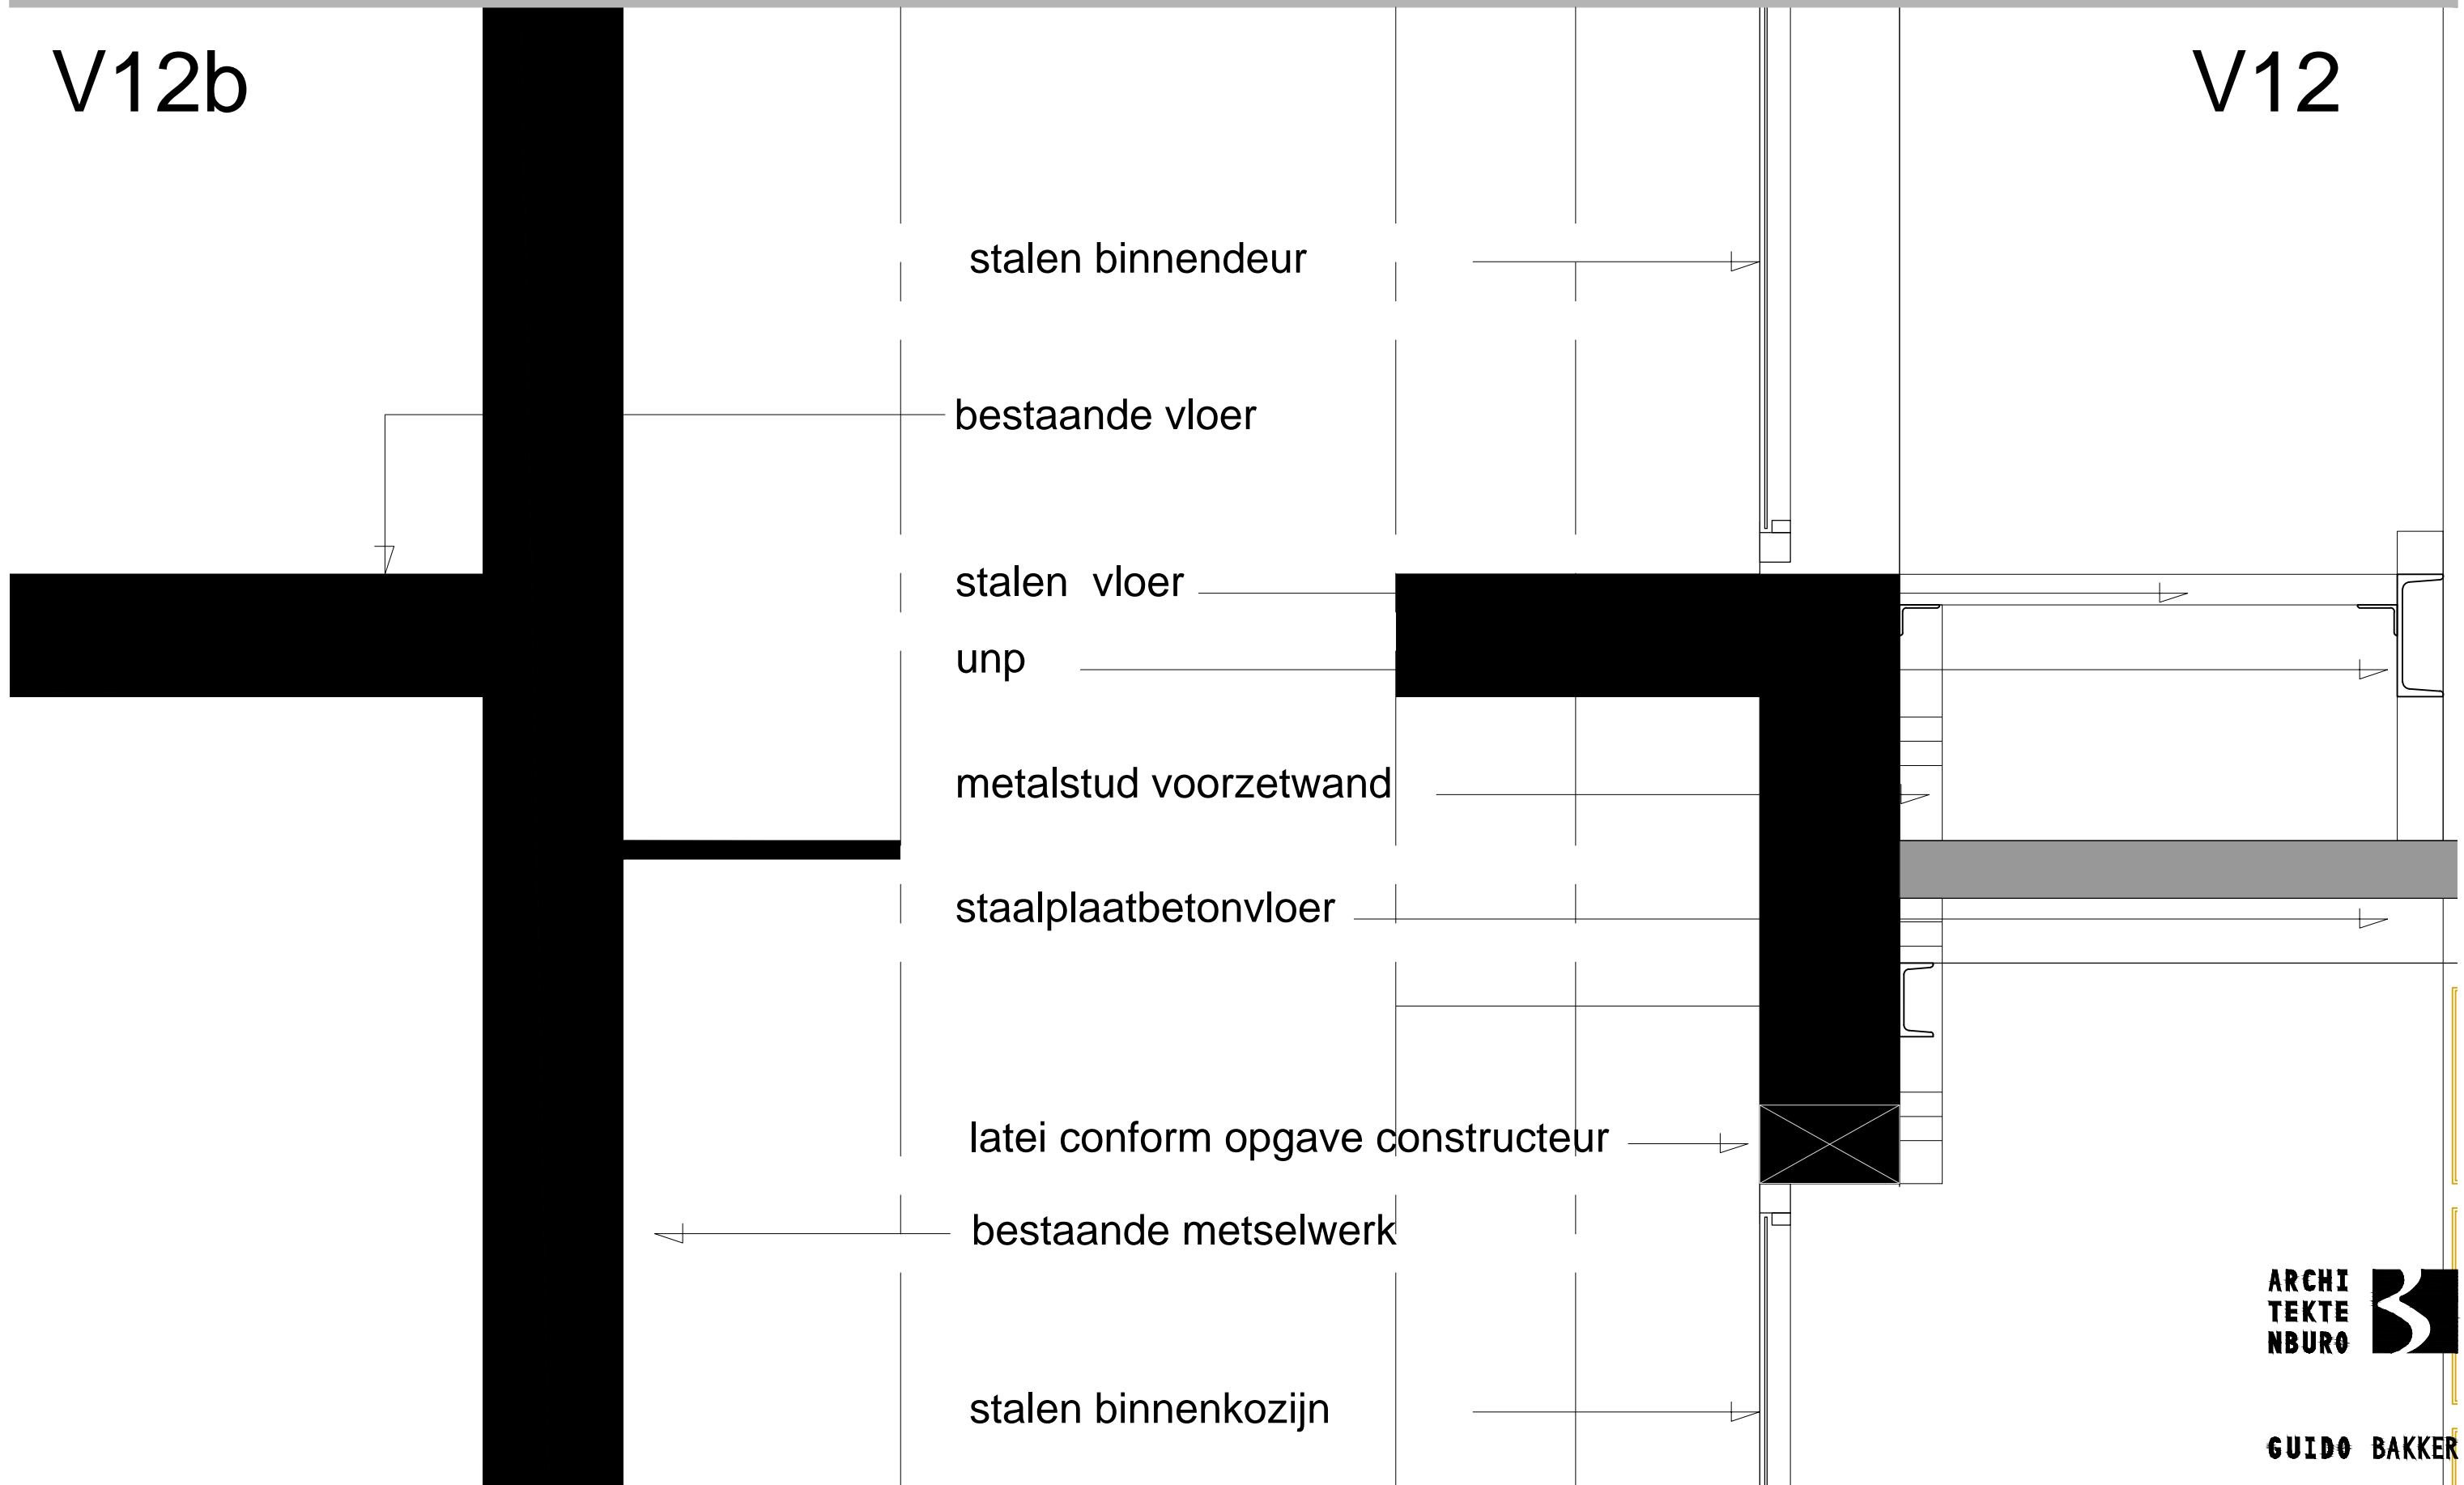 V12b
V12
stalen binnendeur
bestaande vloer
stalen vloer
unp
metalstud voorzetwand
staalplaatbetonvloer
latei conform opgave constructeur
bestaande metselwerk
stalen binnenkozijn
ARCHI
TEKTE
NBURO
GUIDO BAKKER